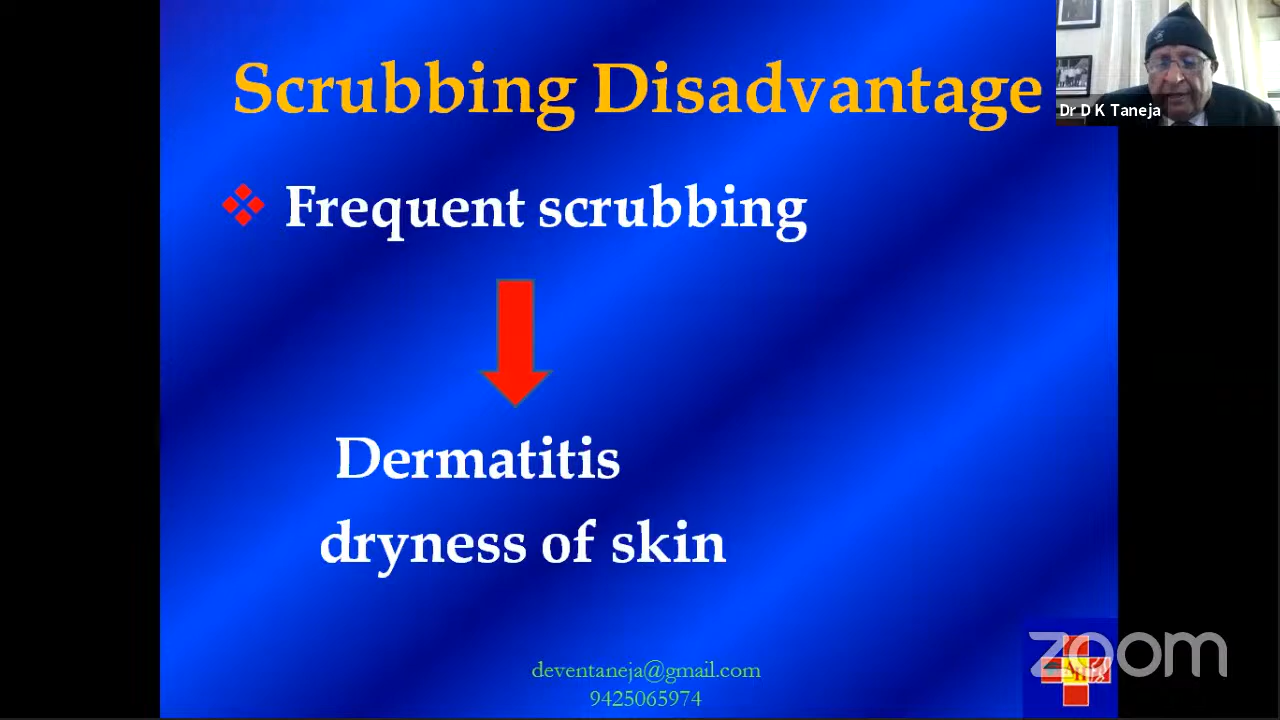 Scrubbing Disadvantage
Dr D K Taneja
Frequent scrubbing
Dermatitis
dryness of skin
deventaneja@gmail.com
9425065974
zoom